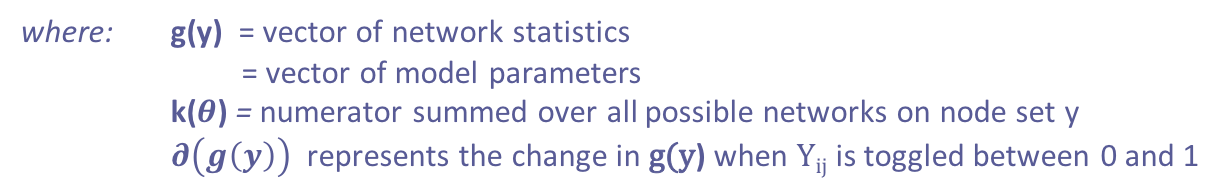 where: g(y) = vector of network statistics
= vector of model parameters
k(θ) = numerator summed over all possible networks on node set y
∂(g(y)) represents the change in g(y) when Yij is toggled between 0 and 1